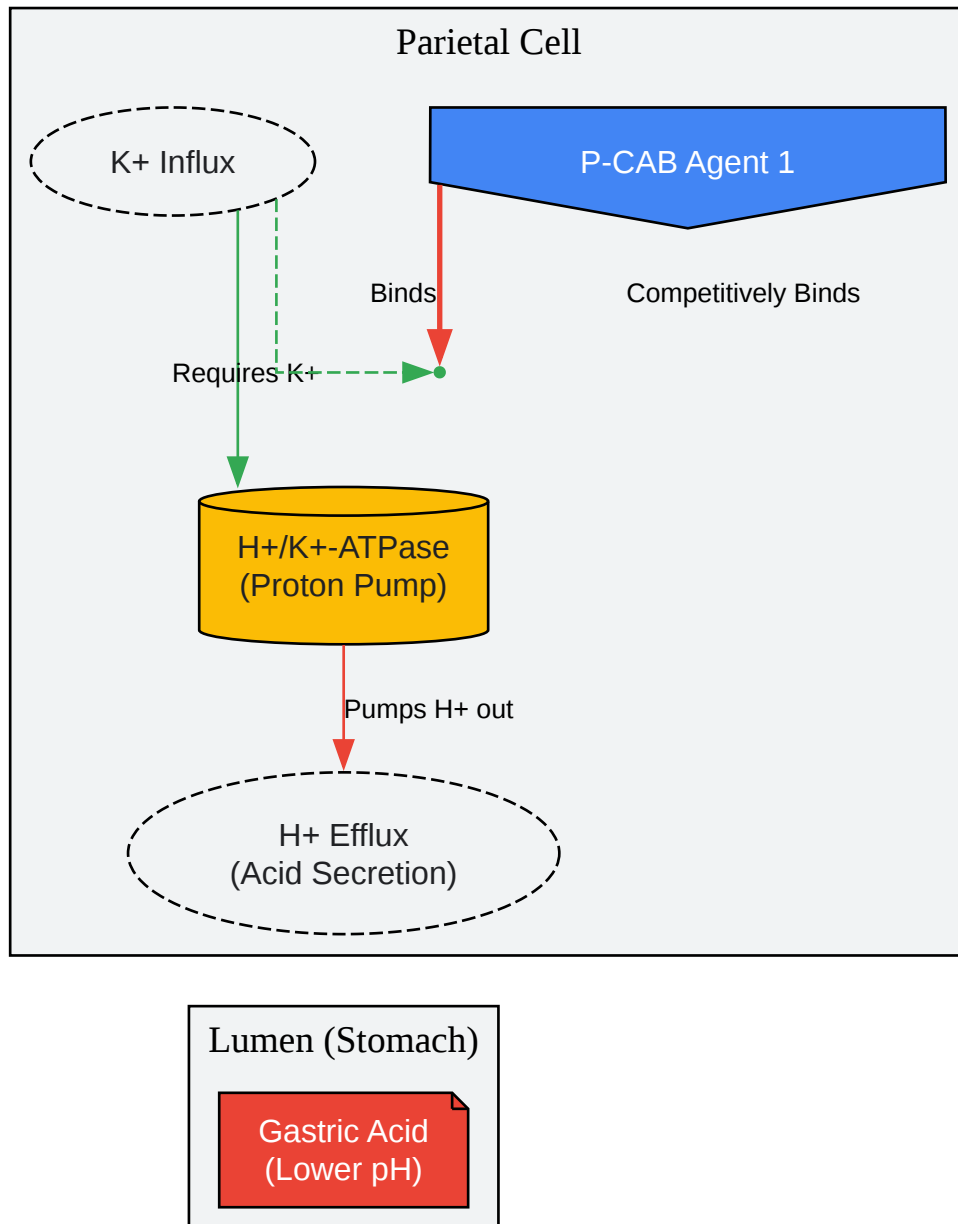 Parietal Cell
K+ Influx
P-CAB Agent 1
Binds
Competitively Binds
Requires K+
H+/K+-ATPase
(Proton Pump)
Pumps H+ out
H+ Efflux
(Acid Secretion)
Lumen (Stomach)
Gastric Acid
(Lower pH)